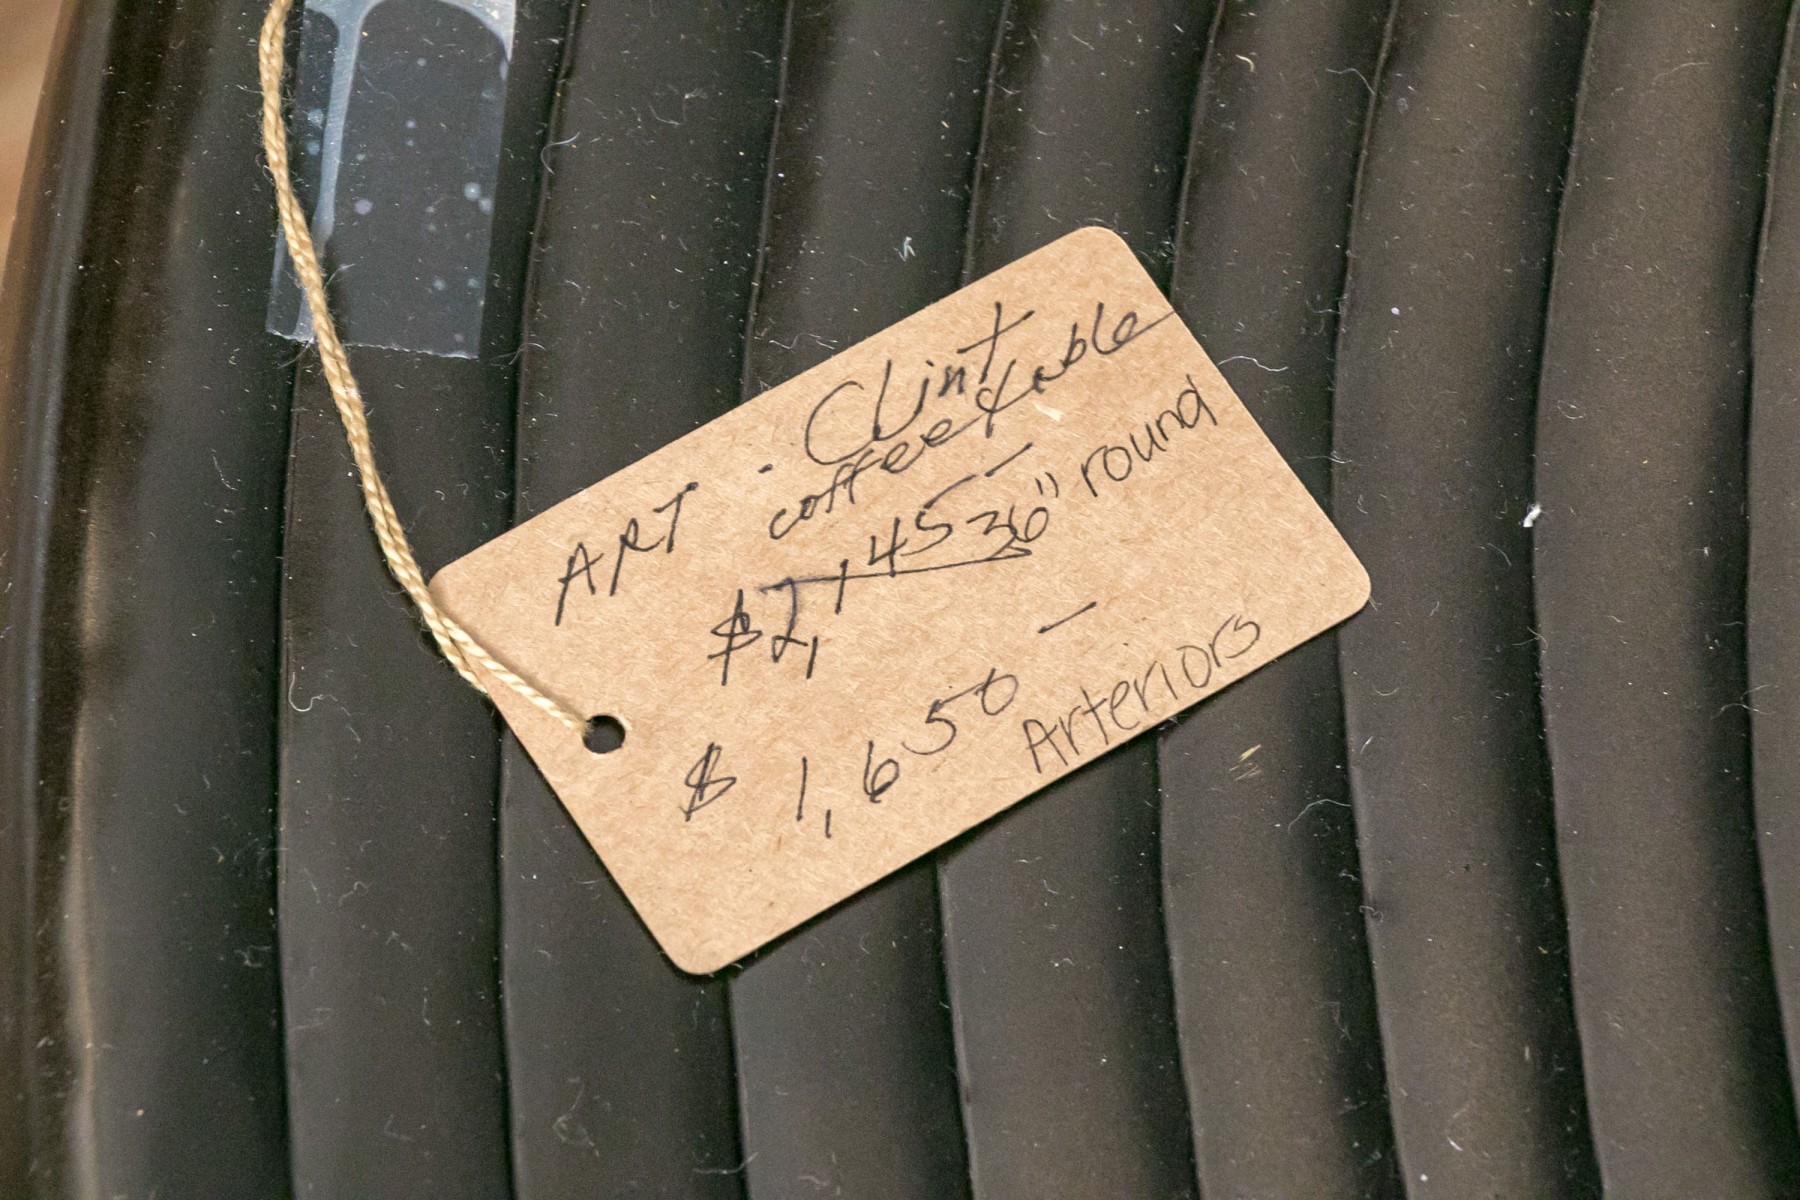 ART. Clint
coffee table
$2,145- 36" round
$ 1,650-
Arteriors